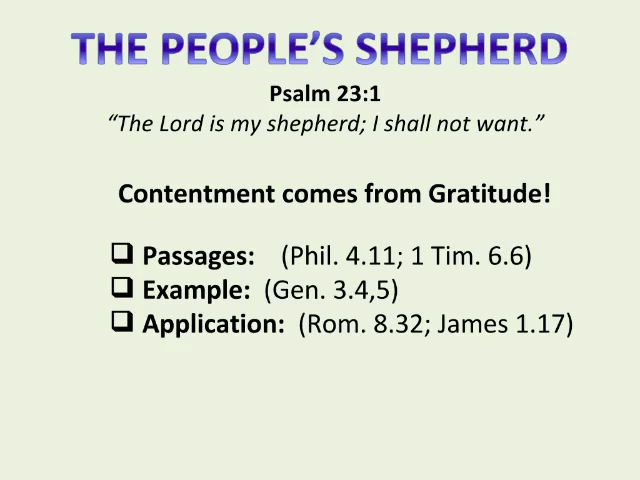 THE PEOPLE’S SHEPHERD
Psalm 23:1
“The Lord is my shepherd; I shall not want.”
Contentment comes from Gratitude!
❑ Passages: (Phil. 4.11; 1 Tim. 6.6)
❑ Example: (Gen. 3.4,5)
❑ Application: (Rom. 8.32; James 1.17)